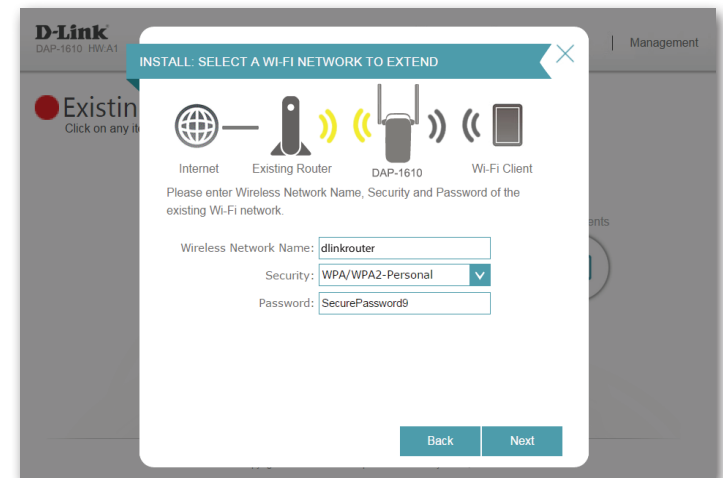 D-Link
DAP-1610 HW.A1
Management
INSTALL: SELECT A WI-FI NETWORK TO EXTEND
Existin
Click on any it
Internet
Existing Router
DAP-1610
Wi-Fi Client
Please enter Wireless Network Name, Security and Password of the
existing Wi-Fi network.
ents
Wireless Network Name: dlinkrouter
Security: WPA/WPA2-Personal
Password: SecurePassword9
Back
Next